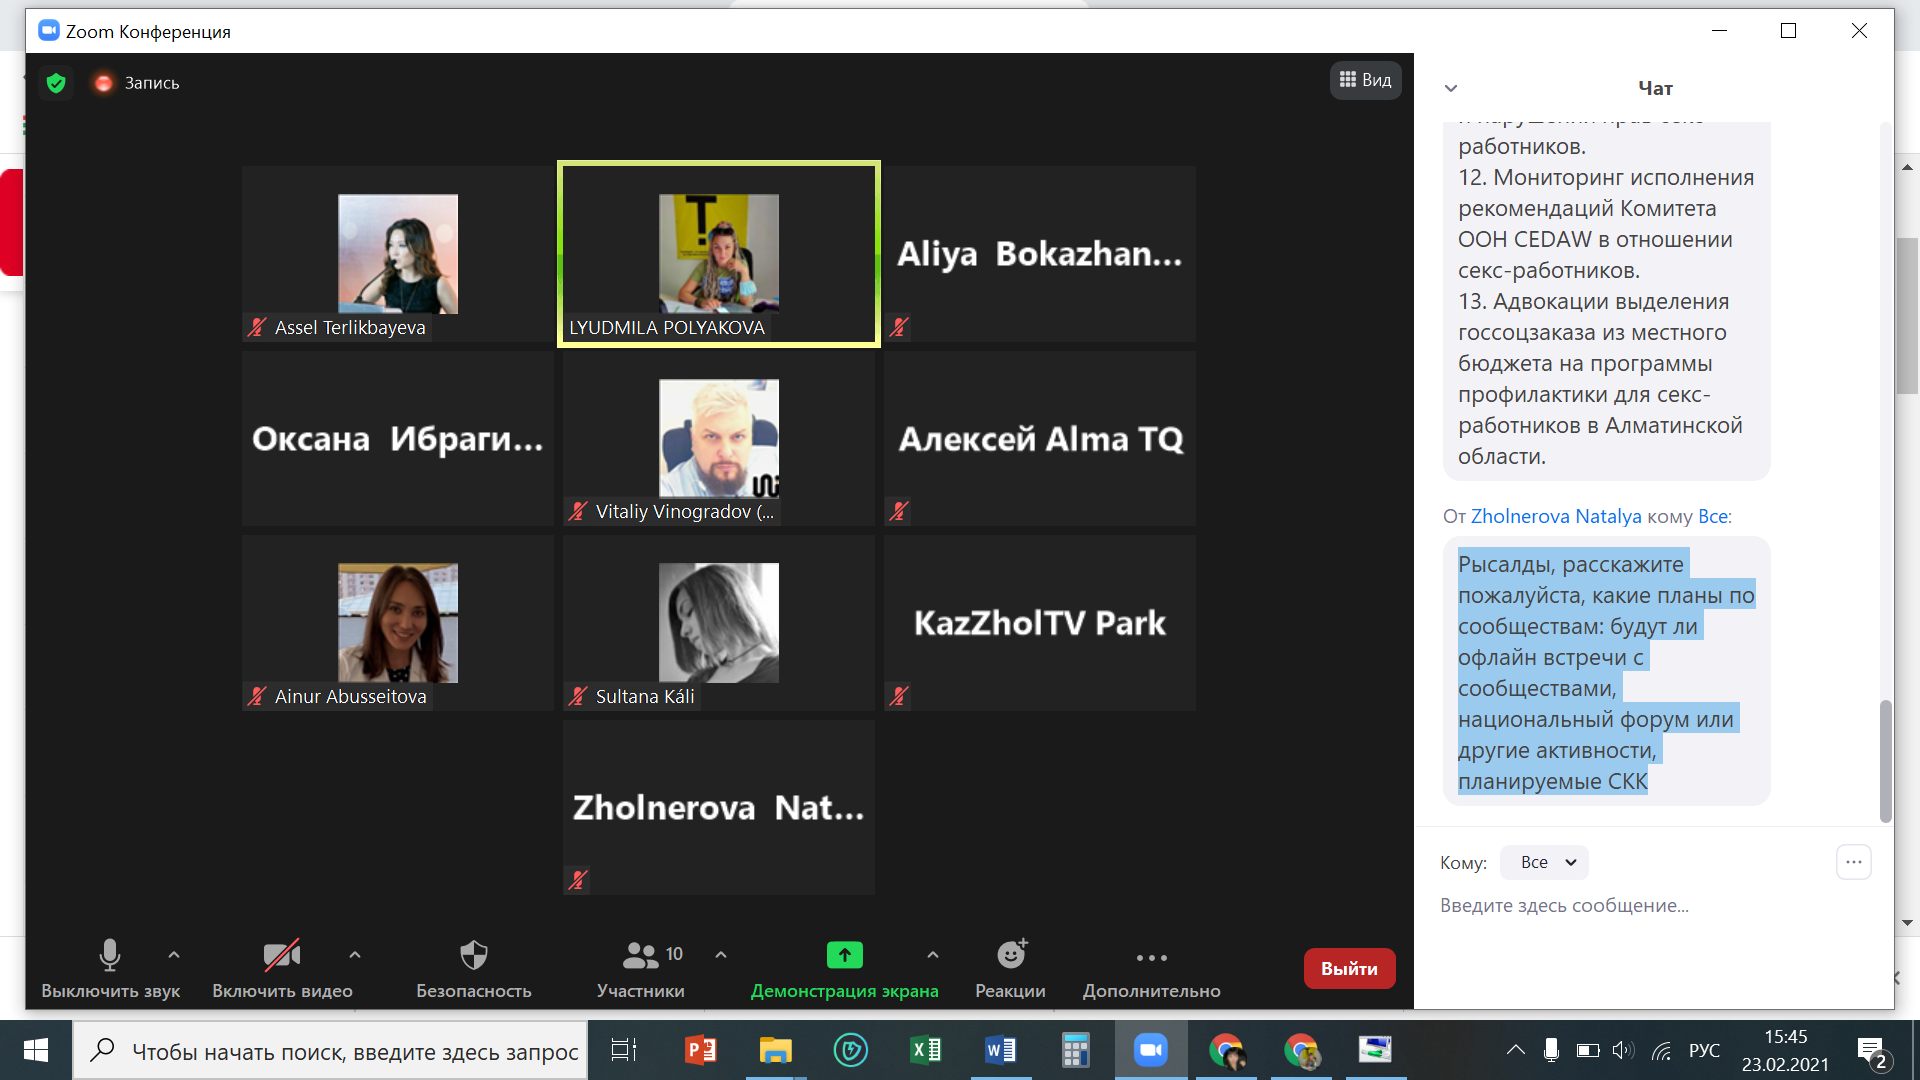 Zoom Конференция
Запись
Вид
Assel Terlikbayeva
T
LYUDMILA POLYAKOVA
Aliya Bokazhan...
Оксана Ибраги...
Vitaliy Vinogradov (...
Алексей Alma TQ
Ainur Abusseitova
Sultana Káli
KazZholTV Park
Zholnerova Nat...
Выключить звук
Включить видео
Безопасность
10
Участники
Демонстрация экрана
Реакции
Дополнительно
Выйти
Чат
и нарушений прав секс-
работников.
12. Мониторинг исполнения
рекомендаций Комитета
ООН CEDAW в отношении
секс-работников.
13. Адвокации выделения
госсоцзаказа из местного
бюджета на программы
профилактики для секс-
работников в Алматинской
области.
От Zholnerova Natalya кому Все:
Рысалды, расскажите
пожалуйста, какие планы по
сообществам: будут ли
офлайн встречи с
сообществами,
национальный форум или
другие активности,
планируемые СКК
Кому: Все
Введите здесь сообщение...
Чтобы начать поиск, введите здесь запрос
РУС
15:45
23.02.2021
2